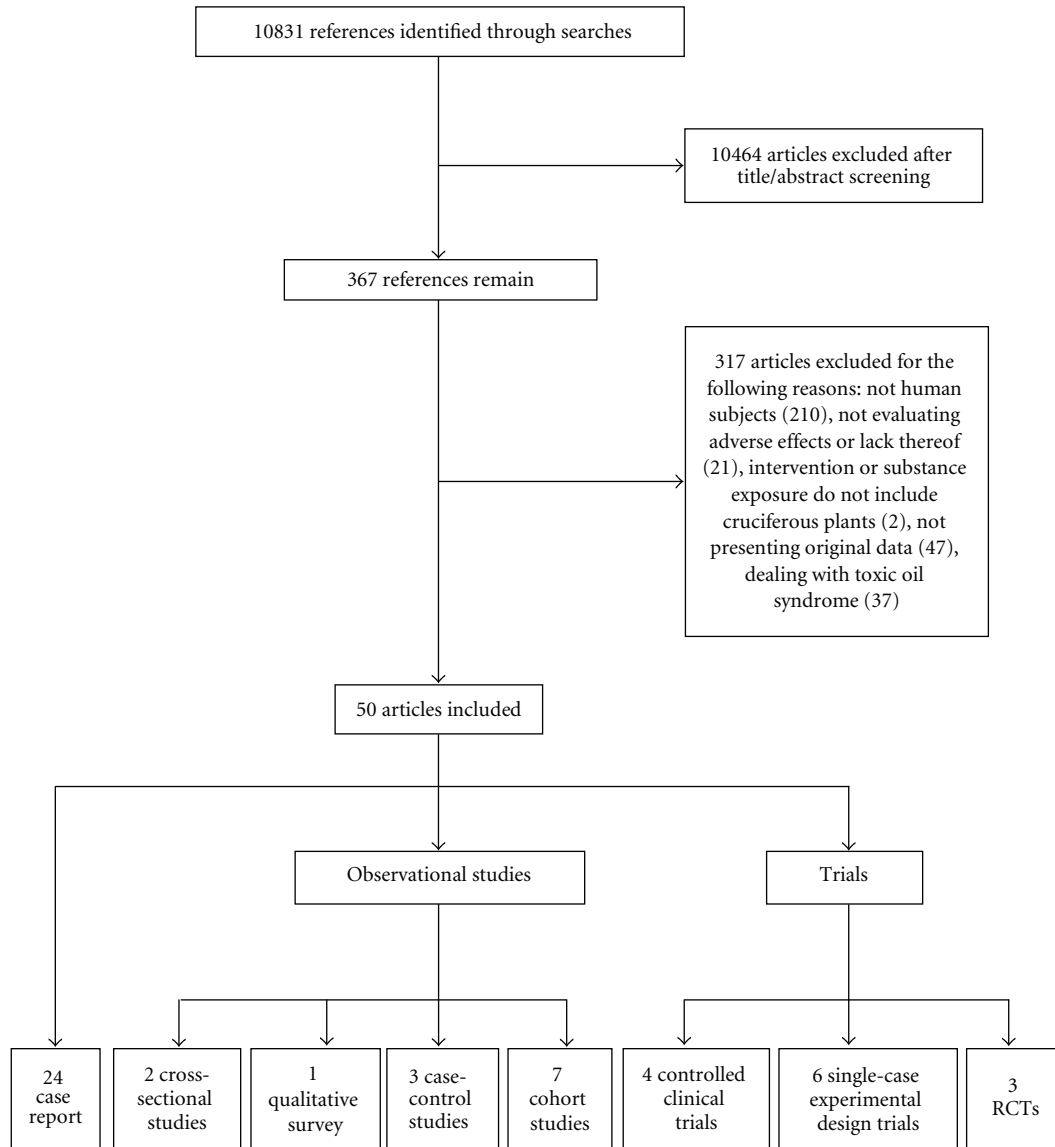 10831 references identified through searches
10464 articles excluded after
title/abstract screening
367 references remain
317 articles excluded for the
following reasons: not human
subjects (210), not evaluating
adverse effects or lack thereof
(21), intervention or substance
exposure do not include
cruciferous plants (2), not
presenting original data (47),
dealing with toxic oil
syndrome (37)
50 articles included
Observational studies
Trials
24
case
report
2 cross-
sectional
studies
1
qualitative
survey
3 case-
control
studies
7
cohort
studies
4 controlled
clinical
trials
6 single-case
experimental
design trials
3
RCTs